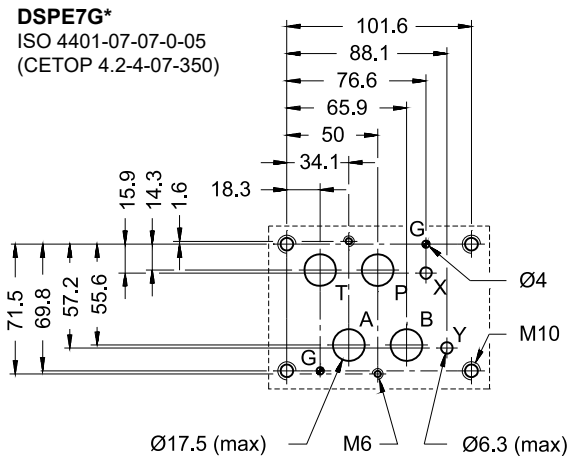 DSPE7G*
ISO 4401-07-07-0-05
(CETOP 4.2-4-07-350)
101.6
88.1
76.6
65.9
50
34.1
18.3
15.9
14.3
1.6
G
T
P
X
Ø4
71.5
69.8
57.2
55.6
A
B
Y
M10
G
Ø17.5 (max)
M6
Ø6.3 (max)